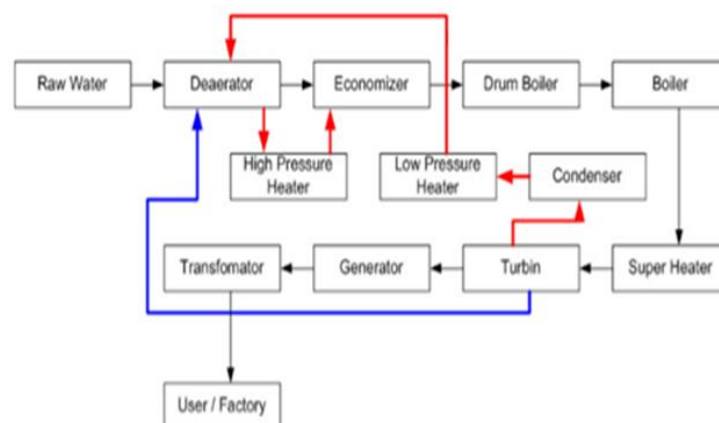 Raw Water
Deaerator
Economizer
Drum Boiler
Boiler
High Pressure
Heater
Low Pressure
Heater
Condenser
Transfomator
Generator
Turbin
Super Heater
User / Factory